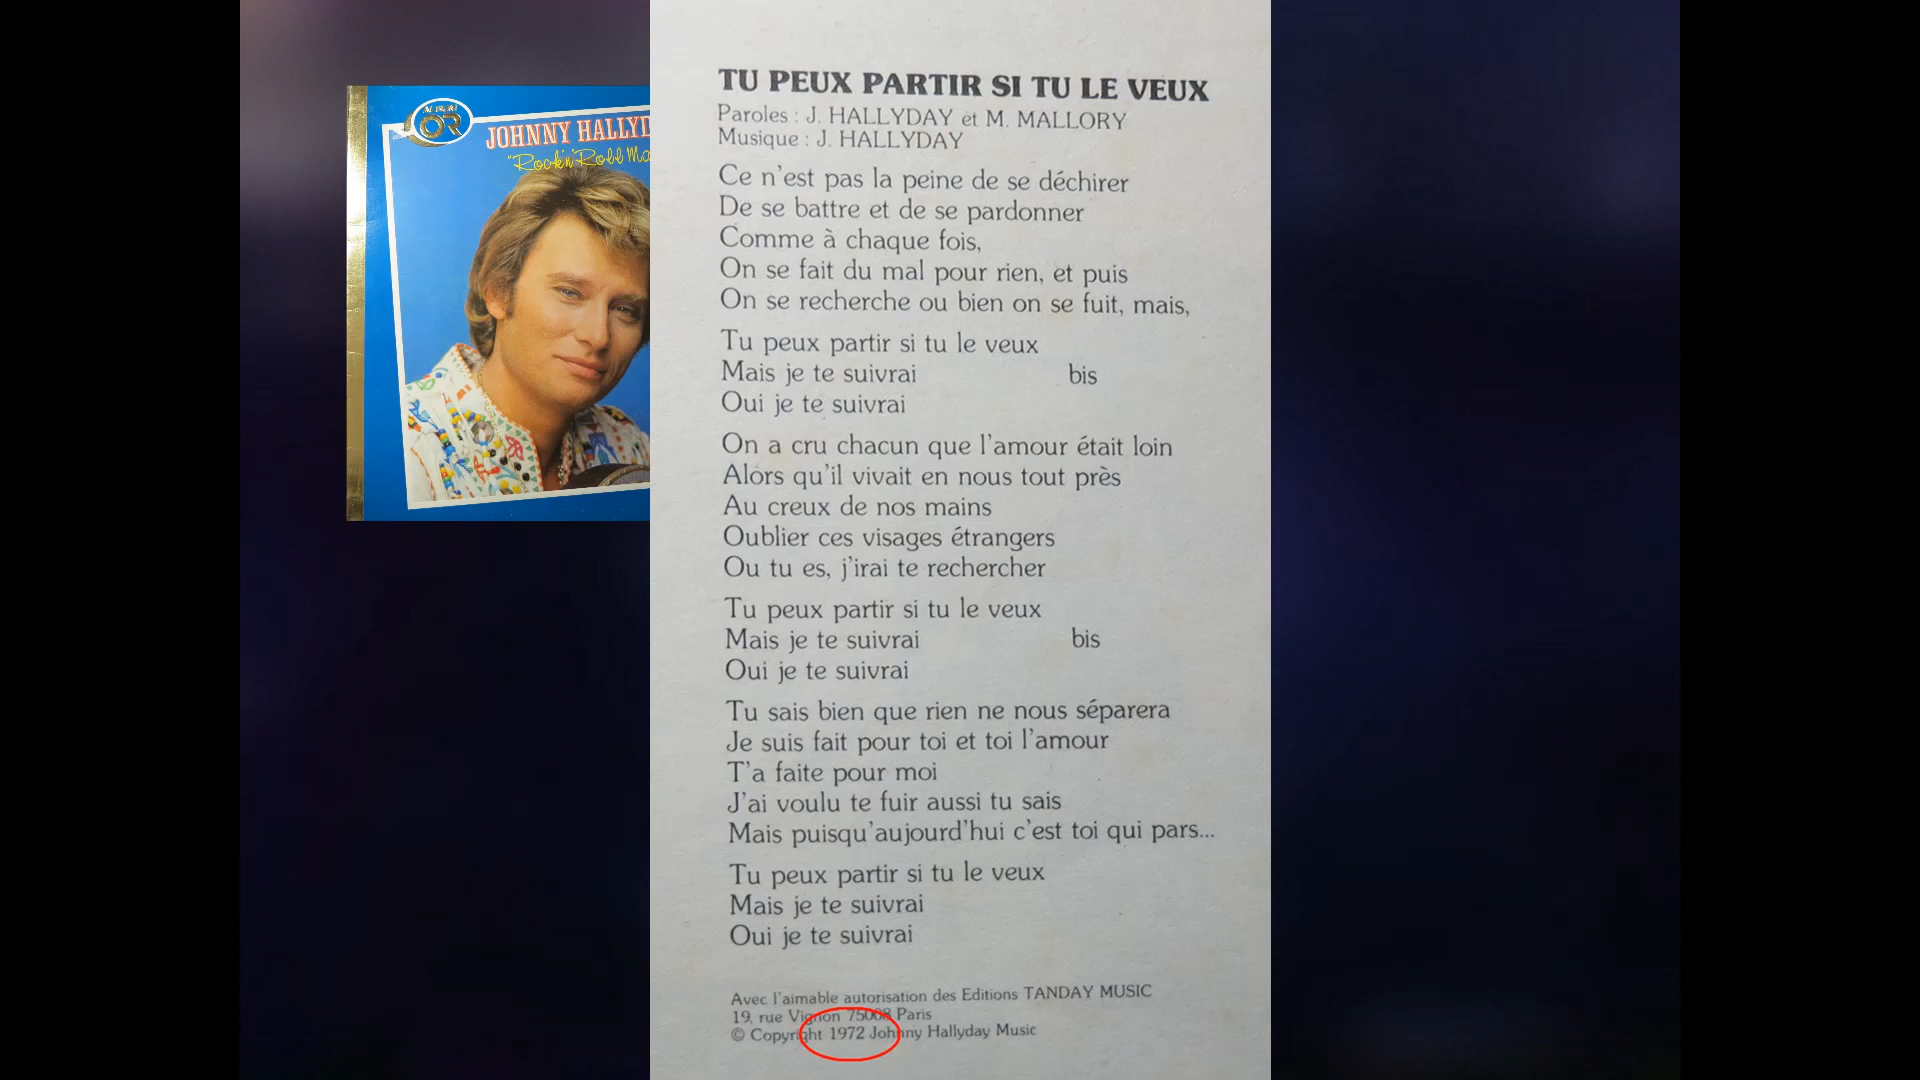 OR
JOHNNY HALLYD
"Rock'n'Roll Ma
TU PEUX PARTIR SI TU LE VEUX
Paroles : J. HALLYDAY et M. MALLORY
Musique : J. HALLYDAY
Ce n'est pas la peine de se déchirer
De se battre et de se pardonner
Comme à chaque fois,
On se fait du mal pour rien, et puis
On se recherche ou bien on se fuit, mais,
Tu peux partir si tu le veux
Mais je te suivrai bis
Oui je te suivrai
On a cru chacun que l'amour était loin
Alors qu'il vivait en nous tout près
Au creux de nos mains
Oublier ces visages étrangers
Ou tu es, j'irai te rechercher
Tu peux partir si tu le veux
Mais je te suivrai bis
Oui je te suivrai
Tu sais bien que rien ne nous séparera
Je suis fait pour toi et toi l'amour
T'a faite pour moi
J'ai voulu te fuir aussi tu sais
Mais puisqu'aujourd'hui c'est toi qui pars...
Tu peux partir si tu le veux
Mais je te suivrai
Oui je te suivrai
Avec l'aimable autorisation des Editions TANDAY MUSIC
19, rue Vignon 75008 Paris
© Copyright 1972 Johnny Hallyday Music